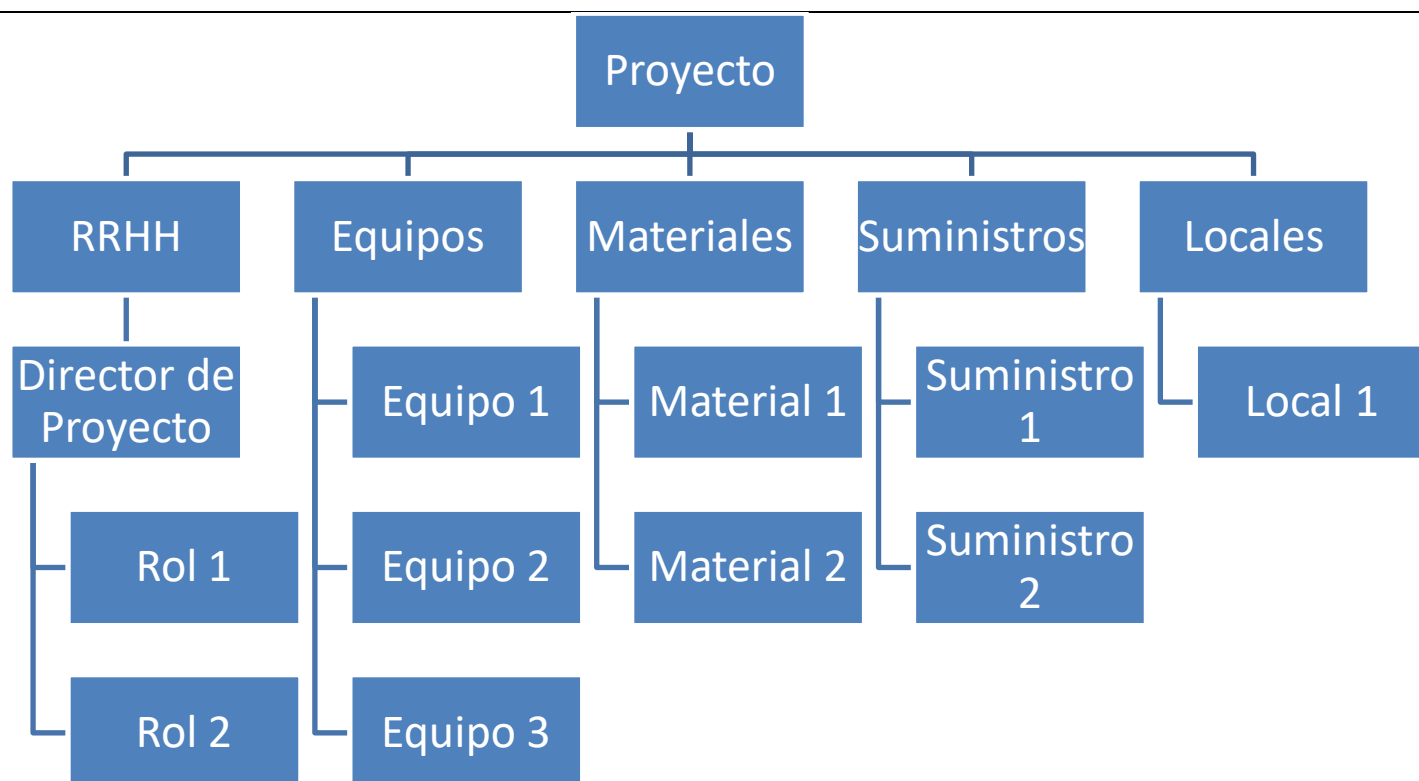 Proyecto
RRHH
Equipos
Materiales
Suministros
Locales
Director de
Proyecto
Equipo 1
Material 1
Suministro
1
Local 1
Rol 1
Equipo 2
Material 2
Suministro
2
Rol 2
Equipo 3